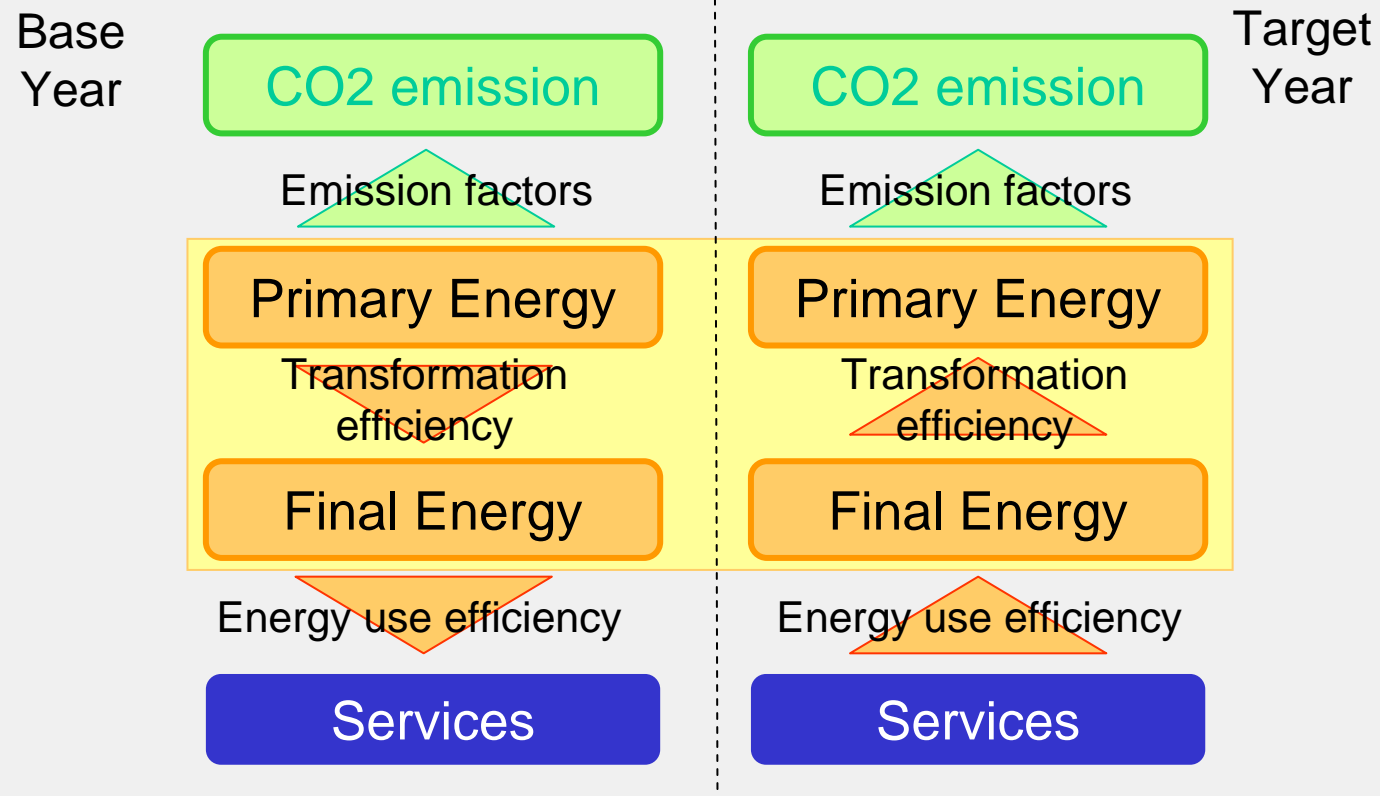 Base
Year
CO2 emission
Emission factors
Primary Energy
Transformation
efficiency
Final Energy
Energy use efficiency
Services
Target
Year
CO2 emission
Emission factors
Primary Energy
Transformation
efficiency
Final Energy
Energy use efficiency
Services